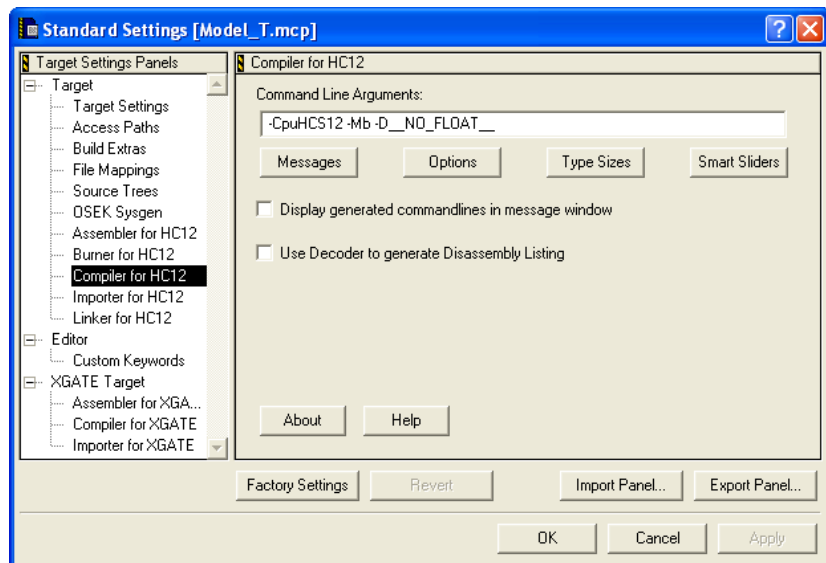 Standard Settings [Model_T.mcp]
Target Settings Panels
Target
Target Settings
Access Paths
Build Extras
File Mappings
Source Trees
OSEK Sysgen
Assembler for HC12
Burner for HC12
Compiler for HC12
Importer for HC12
Linker for HC12
Editor
Custom Keywords
XGATE Target
Assembler for XGA...
Compiler for XGATE
Importer for XGATE
Compiler for HC12
Command Line Arguments:
-CpuHCS12 -Mb -D__NO_FLOAT__
Messages Options Type Sizes Smart Sliders
Display generated commandlines in message window
Use Decoder to generate Disassembly Listing
About Help
Factory Settings Revert Import Panel... Export Panel...
OK Cancel Apply